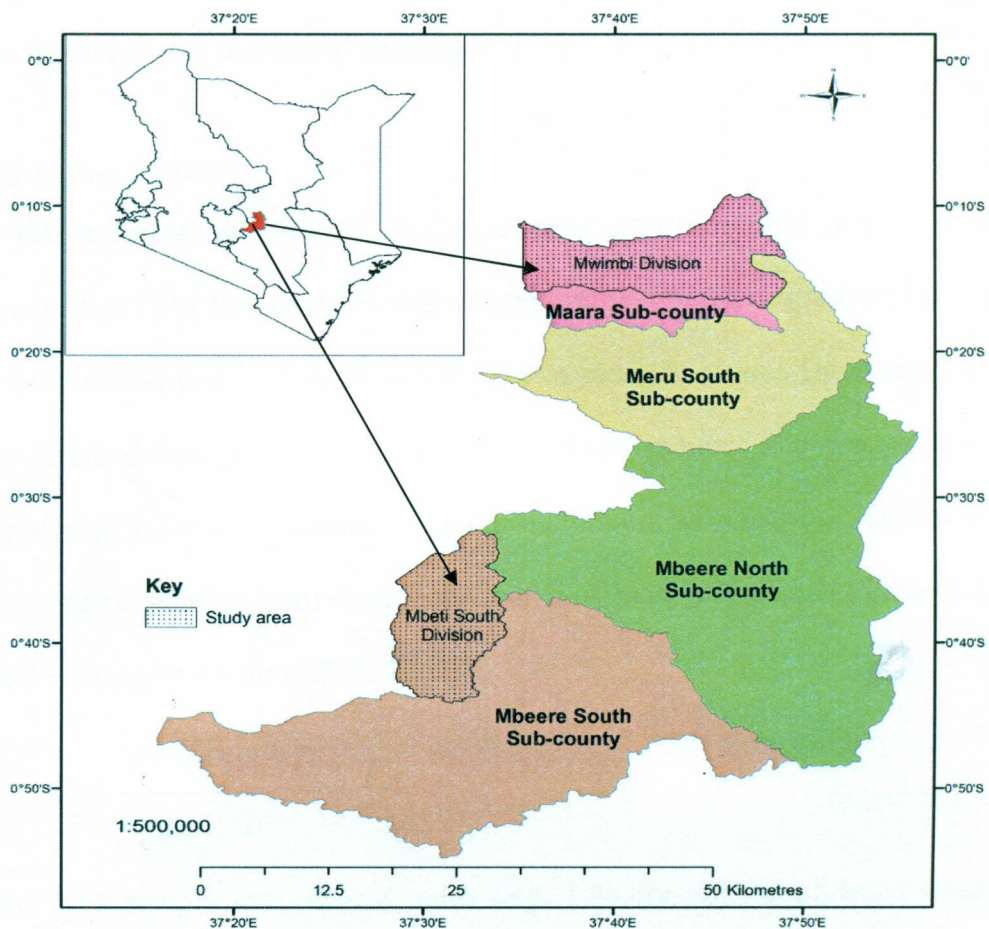 37°20'E 37°30'E 37°40'E 37°50'E
0°0' 0°0'
N
0°10'S 0°10'S
Mwimbi Division
Maara Sub-county
0°20'S 0°20'S
Meru South
Sub-county
0°30'S 0°30'S
Mbeere North
Sub-county
Key
Study area
Mbeti South
Division
0°40'S 0°40'S
Mbeere South
Sub-county
0°50'S 0°50'S
1:500,000
0 12.5 25 50 Kilometres
37°20'E 37°30'E 37°40'E 37°50'E